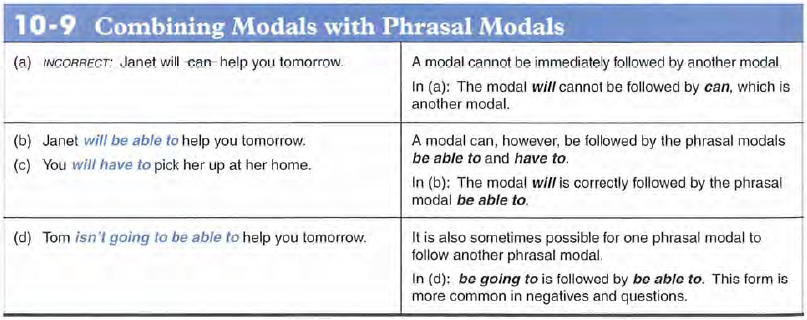 10-9 Combining Modals with Phrasal Modals
(a) INCORRECT: Janet will can help you tomorrow.
A modal cannot be immediately followed by another modal.
In (a): The modal will cannot be followed by can, which is
another modal.
(b) Janet will be able to help you tomorrow.
(c) You will have to pick her up at her home.
A modal can, however, be followed by the phrasal modals
be able to and have to.
In (b): The modal will is correctly followed by the phrasal
modal be able to.
(d) Tom isn't going to be able to help you tomorrow.
It is also sometimes possible for one phrasal modal to
follow another phrasal modal.
In (d): be going to is followed by be able to. This form is
more common in negatives and questions.